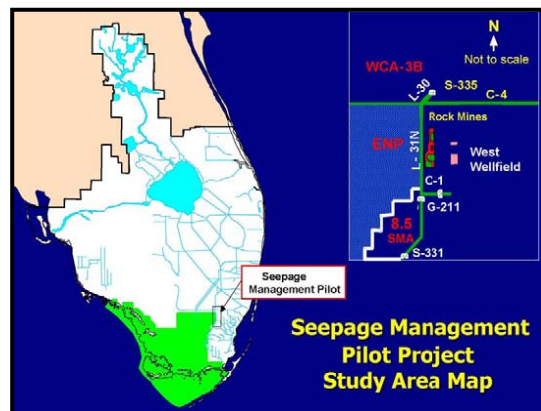 N
Not to scale
WCA-3B
L-30
S-335
C-4
Rock Mines
ENP
L- 31N
West
Wellfield
C-1
G-211
8.5
SMA
S-331
Seepage
Management Pilot
Seepage Management
Pilot Project
Study Area Map